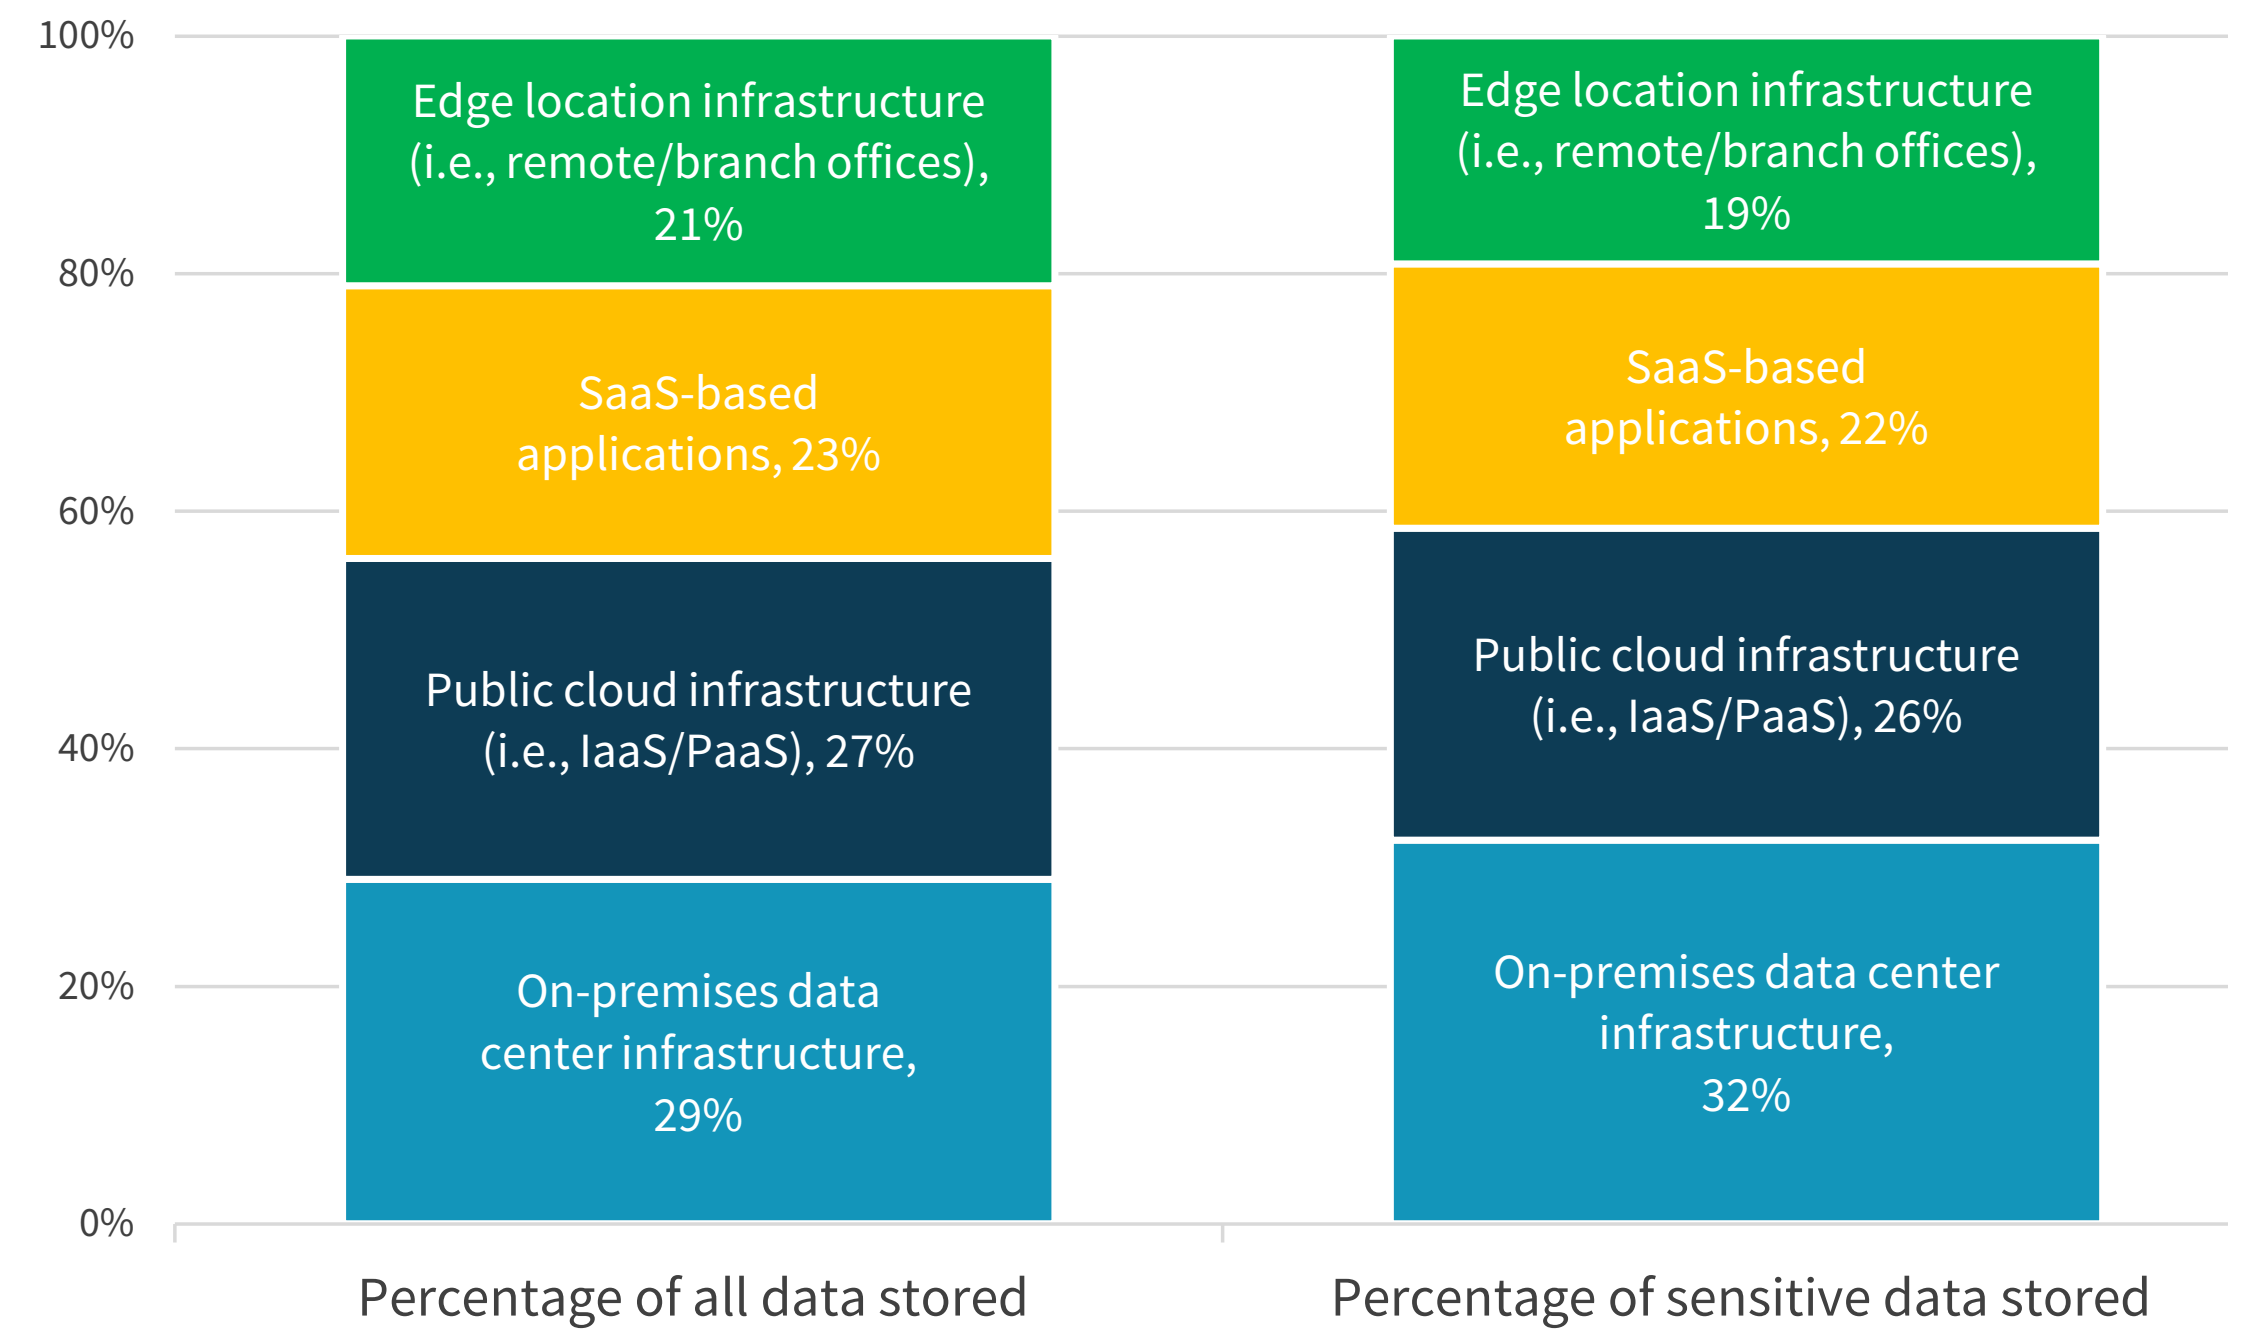 100%
80%
60%
40%
20%
0%
Edge location infrastructure
(i.e., remote/branch offices),
21%
SaaS-based
applications, 23%
Public cloud infrastructure
(i.e., IaaS/PaaS), 27%
On-premises data
center infrastructure,
29%
Edge location infrastructure
(i.e., remote/branch offices),
19%
SaaS-based
applications, 22%
Public cloud infrastructure
(i.e., IaaS/PaaS), 26%
On-premises data center
infrastructure,
32%
Percentage of all data stored
Percentage of sensitive data stored